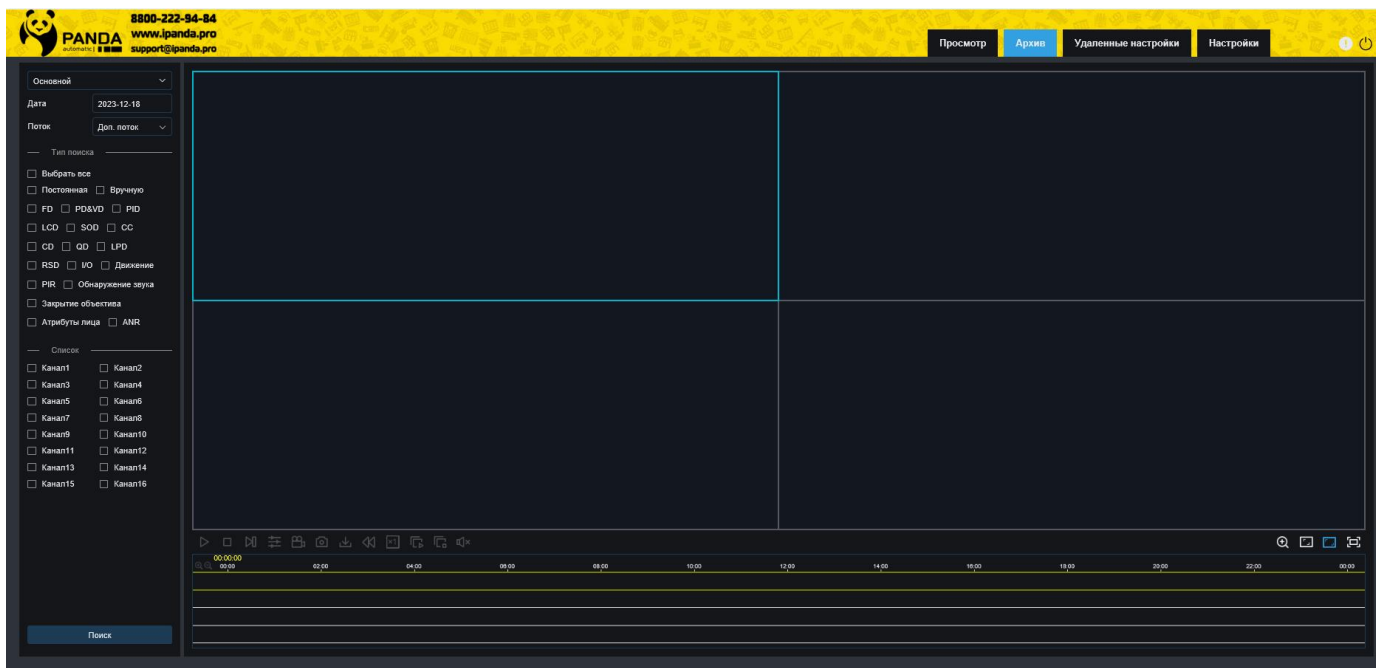 8800-222-94-84
PANDA www.ipanda.pro
automatic support@ipanda.pro
Просмотр Архив Удаленные настройки Настройки
Основной
Дата 2023-12-18
Поток Доп. поток
Тип поиска
Выбрать все
Постоянная Вручную
FD PD&VD PID
LCD SOD CC
CD QD LPD
RSD I/O Движение
PIR Обнаружение звука
Закрытие объектива
Атрибуты лица ANR
Список
Канал1 Канал2
Канал3 Канал4
Канал5 Канал6
Канал7 Канал8
Канал9 Канал10
Канал11 Канал12
Канал13 Канал14
Канал15 Канал16
Поиск
00:00:00
00:00 02:00 04:00 06:00 08:00 10:00 12:00 14:00 16:00 18:00 20:00 22:00 00:00